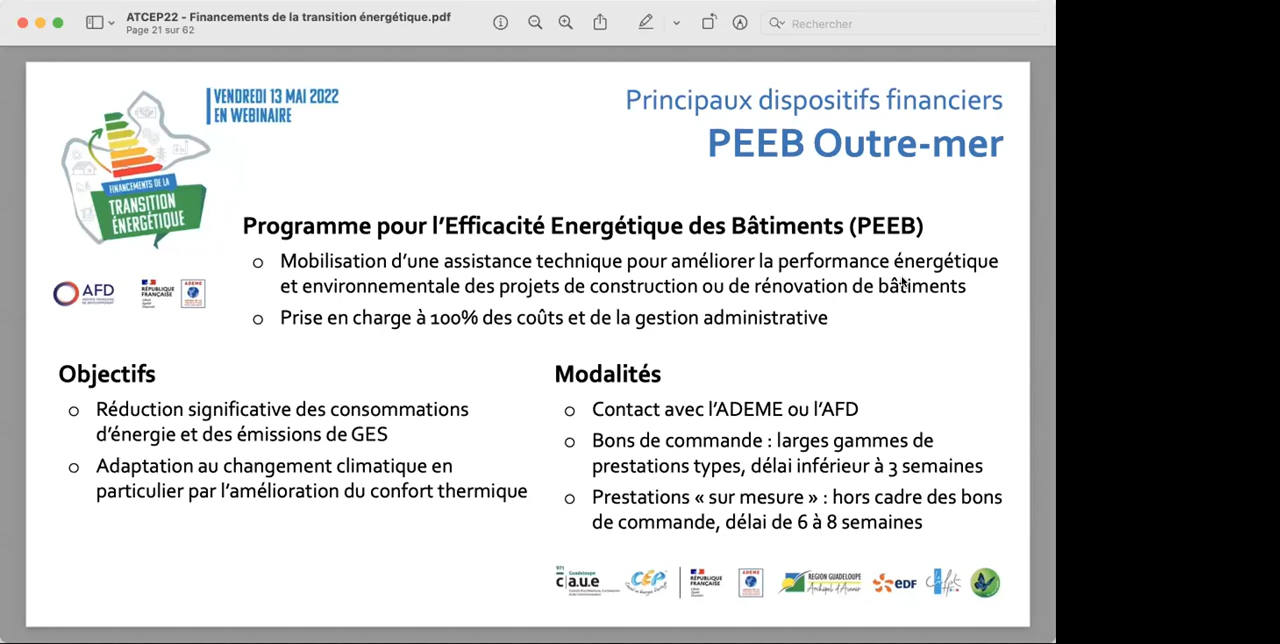 ATCEP22 - Financements de la transition énergétique.pdf
Page 21 sur 62
Rechercher
VENDREDI 13 MAI 2022
EN WEBINAIRE
Principaux dispositifs financiers
PEEB Outre-mer
FINANCEMENTS DE LA
TRANSITION
ÉNERGÉTIQUE
AFD
RÉPUBLIQUE
FRANÇAISE
ADEME
Programme pour l'Efficacité Energétique des Bâtiments (PEEB)
Mobilisation d'une assistance technique pour améliorer la performance énergétique
et environnementale des projets de construction ou de rénovation de bâtiments
Prise en charge à 100% des coûts et de la gestion administrative
Objectifs
Réduction significative des consommations
d'énergie et des émissions de GES
Adaptation au changement climatique en
particulier par l'amélioration du confort thermique
Modalités
Contact avec l'ADEME ou l'AFD
Bons de commande : larges gammes de
prestations types, délai inférieur à 3 semaines
Prestations « sur mesure » : hors cadre des bons
de commande, délai de 6 à 8 semaines
Guadeloupe
c|a.u.e
CEP
RÉPUBLIQUE
FRANÇAISE
ADEME
REGION GUADELOUPE
Archipel d'Avenir
EDF